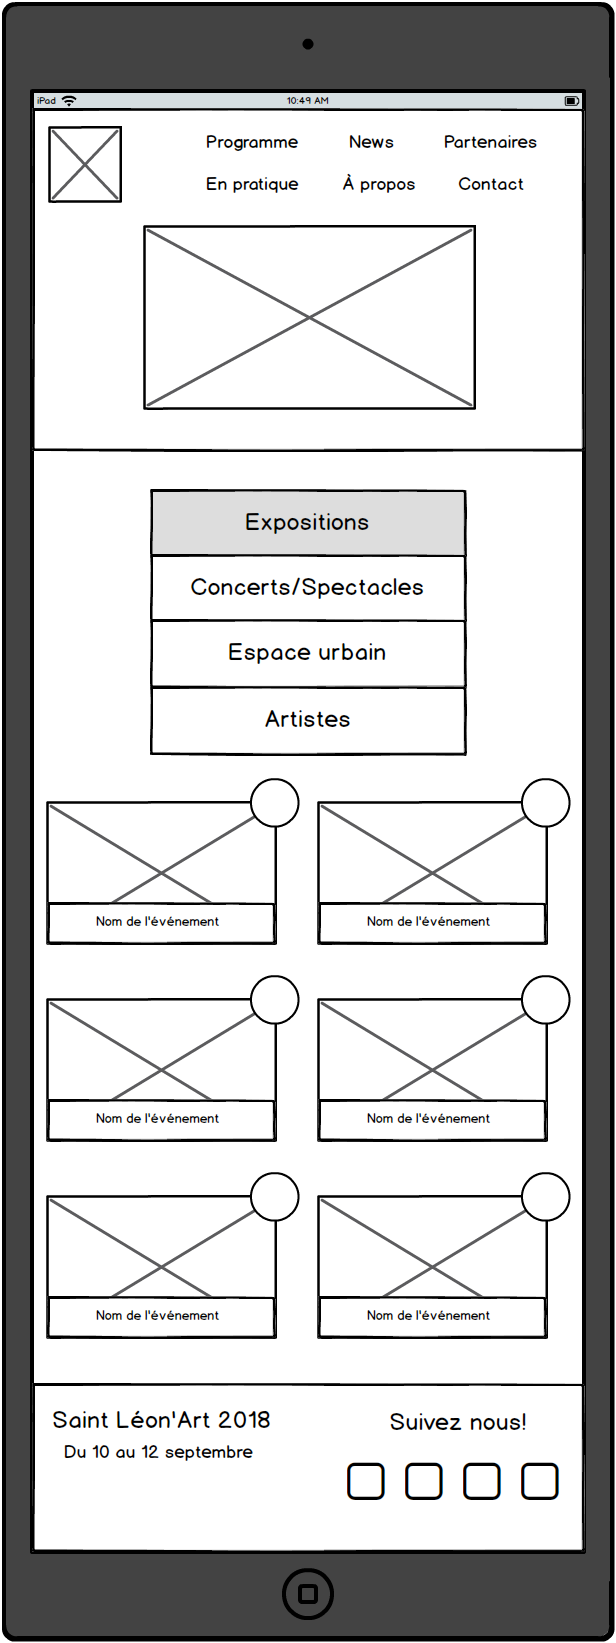 iPad 10:49 AM
Programme News Partenaires
En pratique À propos Contact
Expositions
Concerts/Spectacles
Espace urbain
Artistes
Nom de l'événement Nom de l'événement
Nom de l'événement Nom de l'événement
Nom de l'événement Nom de l'événement
Saint Léon'Art 2018 Suivez nous!
Du 10 au 12 septembre